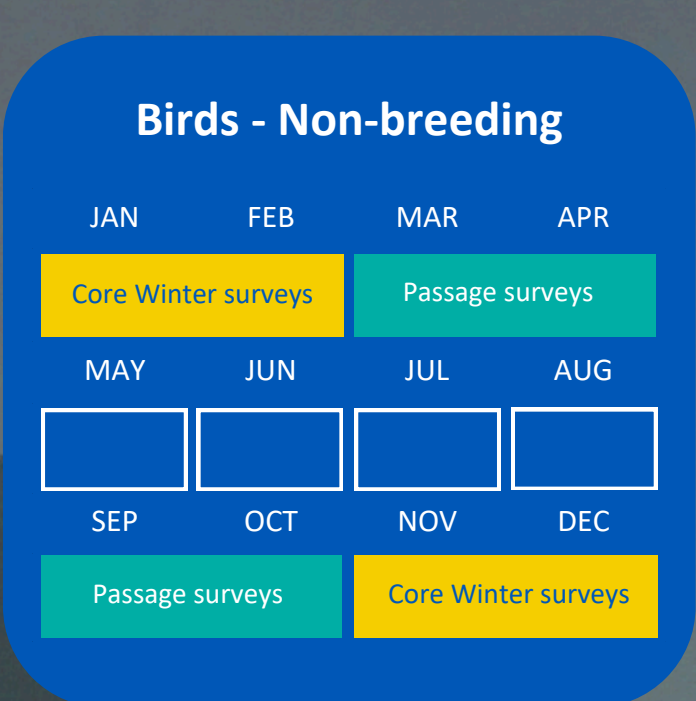 Birds - Non-breeding
JAN FEB MAR APR
Core Winter surveys Passage surveys
MAY JUN JUL AUG
SEP OCT NOV DEC
Passage surveys Core Winter surveys